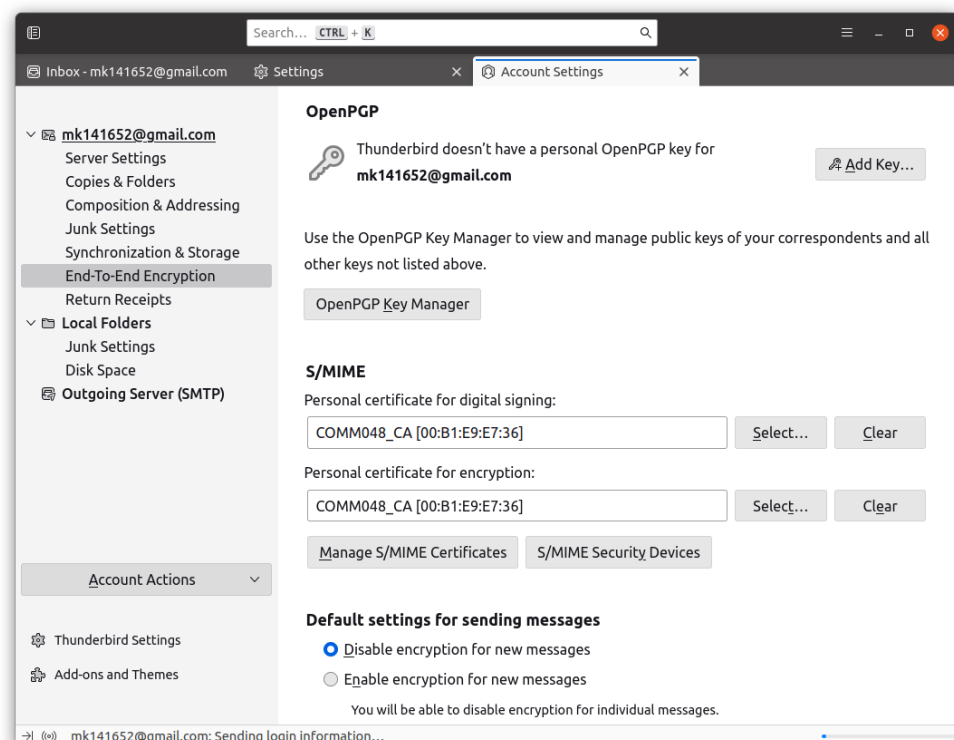 Search... CTRL + K
Inbox - mk141652@gmail.com
Settings
Account Settings
mk141652@gmail.com
Server Settings
Copies & Folders
Composition & Addressing
Junk Settings
Synchronization & Storage
End-To-End Encryption
Return Receipts
Local Folders
Junk Settings
Disk Space
Outgoing Server (SMTP)
Account Actions
Thunderbird Settings
Add-ons and Themes
OpenPGP
Thunderbird doesn't have a personal OpenPGP key for
mk141652@gmail.com
Add Key...
Use the OpenPGP Key Manager to view and manage public keys of your correspondents and all
other keys not listed above.
OpenPGP Key Manager
S/MIME
Personal certificate for digital signing:
COMM048_CA [00:B1:E9:E7:36]
Select...
Clear
Personal certificate for encryption:
COMM048_CA [00:B1:E9:E7:36]
Select...
Clear
Manage S/MIME Certificates
S/MIME Security Devices
Default settings for sending messages
Disable encryption for new messages
Enable encryption for new messages
You will be able to disable encryption for individual messages.
mk141652@gmail.com: Sending login information...